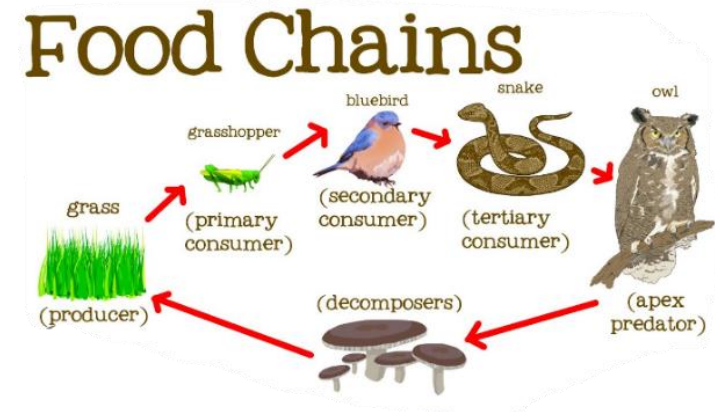 Food Chains
grass
(producer)
grasshopper
(primary
consumer)
bluebird
(secondary
consumer)
snake
(tertiary
consumer)
owl
(apex
predator)
(decomposers)